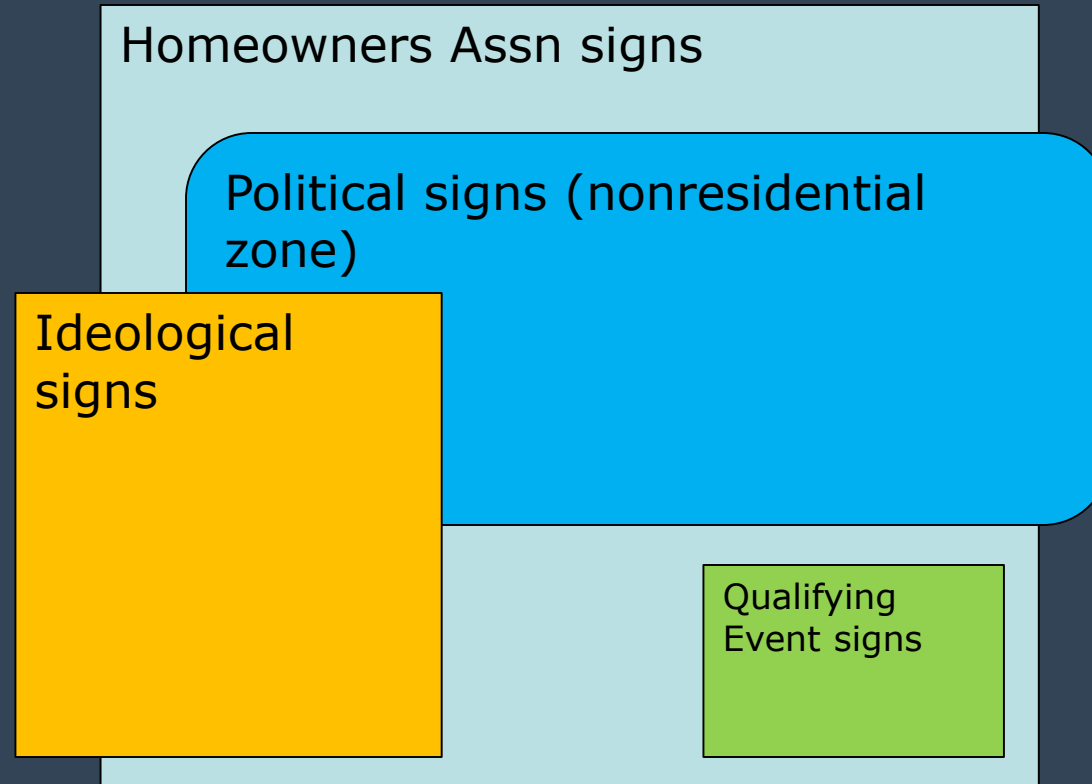 Homeowners Assn signs
Political signs (nonresidential
zone)
Ideological
signs
Qualifying
Event signs